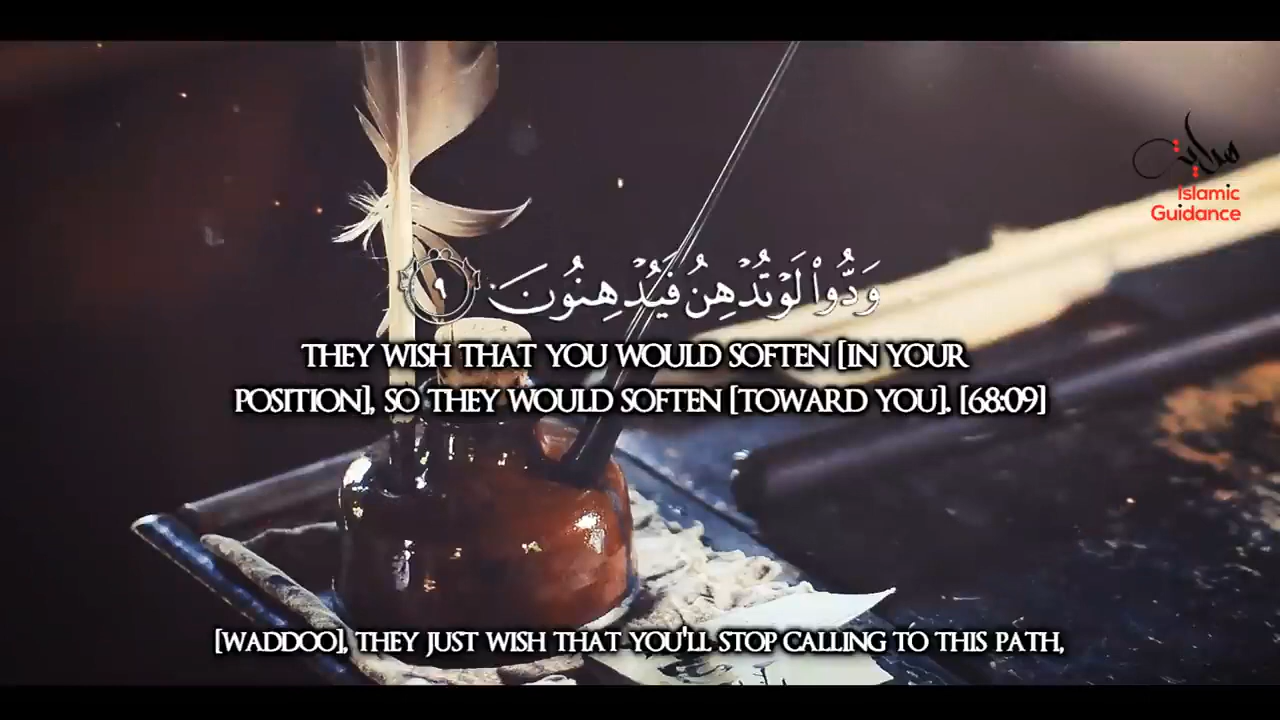 هداية
Islamic
Guidance
وَدُّوا۟ لَوْ تُدْهِنُ فَيُدْهِنُونَ ٩
THEY WISH THAT YOU WOULD SOFTEN [IN YOUR
POSITION], SO THEY WOULD SOFTEN [TOWARD YOU]. [68:09]
[WADDOO], THEY JUST WISH THAT YOU'LL STOP CALLING TO THIS PATH,